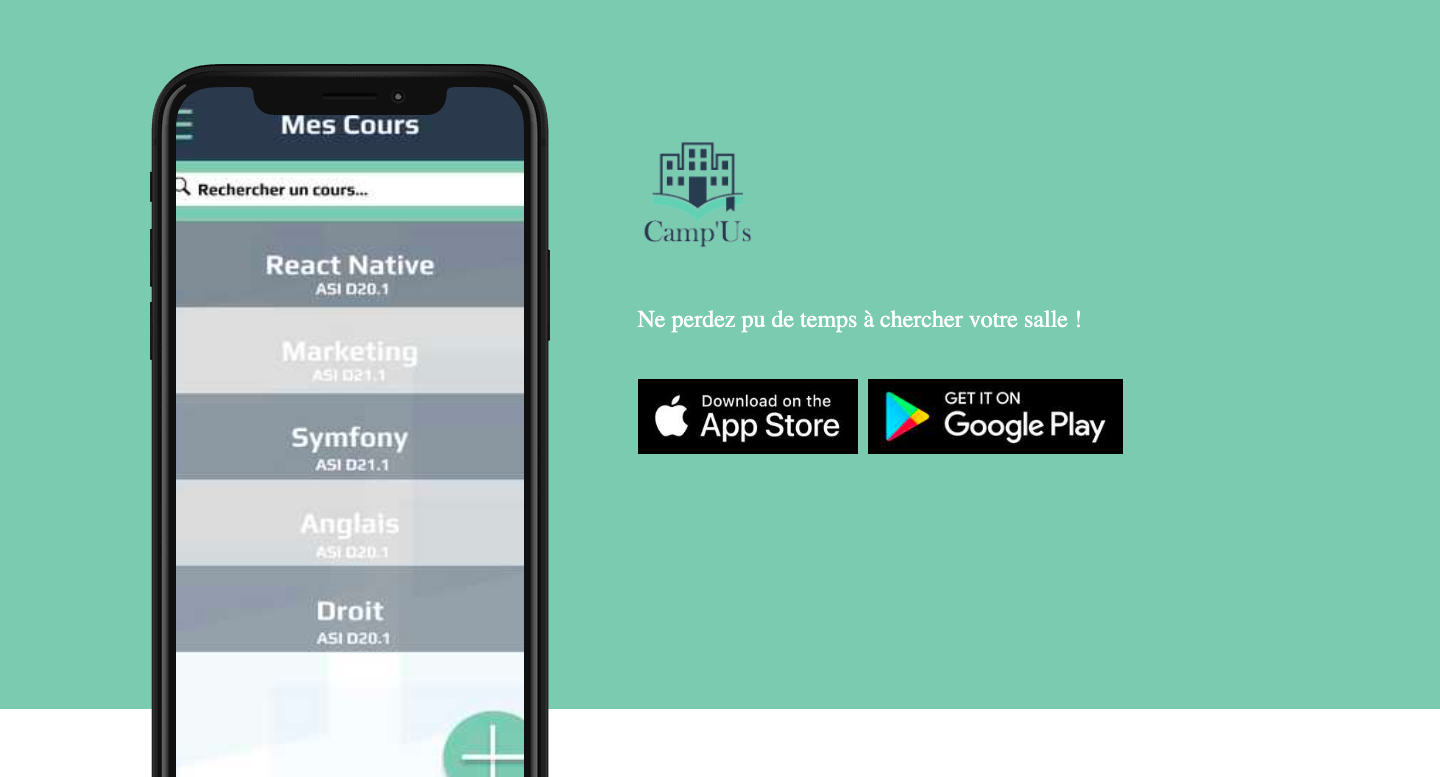 Mes Cours
Rechercher un cours...
React Native
ASI D20.1
Marketing
ASI D21.1
Symfony
ASI D21.1
Anglais
ASI D20.1
Droit
ASI D20.1
Camp'Us
Ne perdez pu de temps à chercher votre salle !
Download on the
App Store
GET IT ON
Google Play